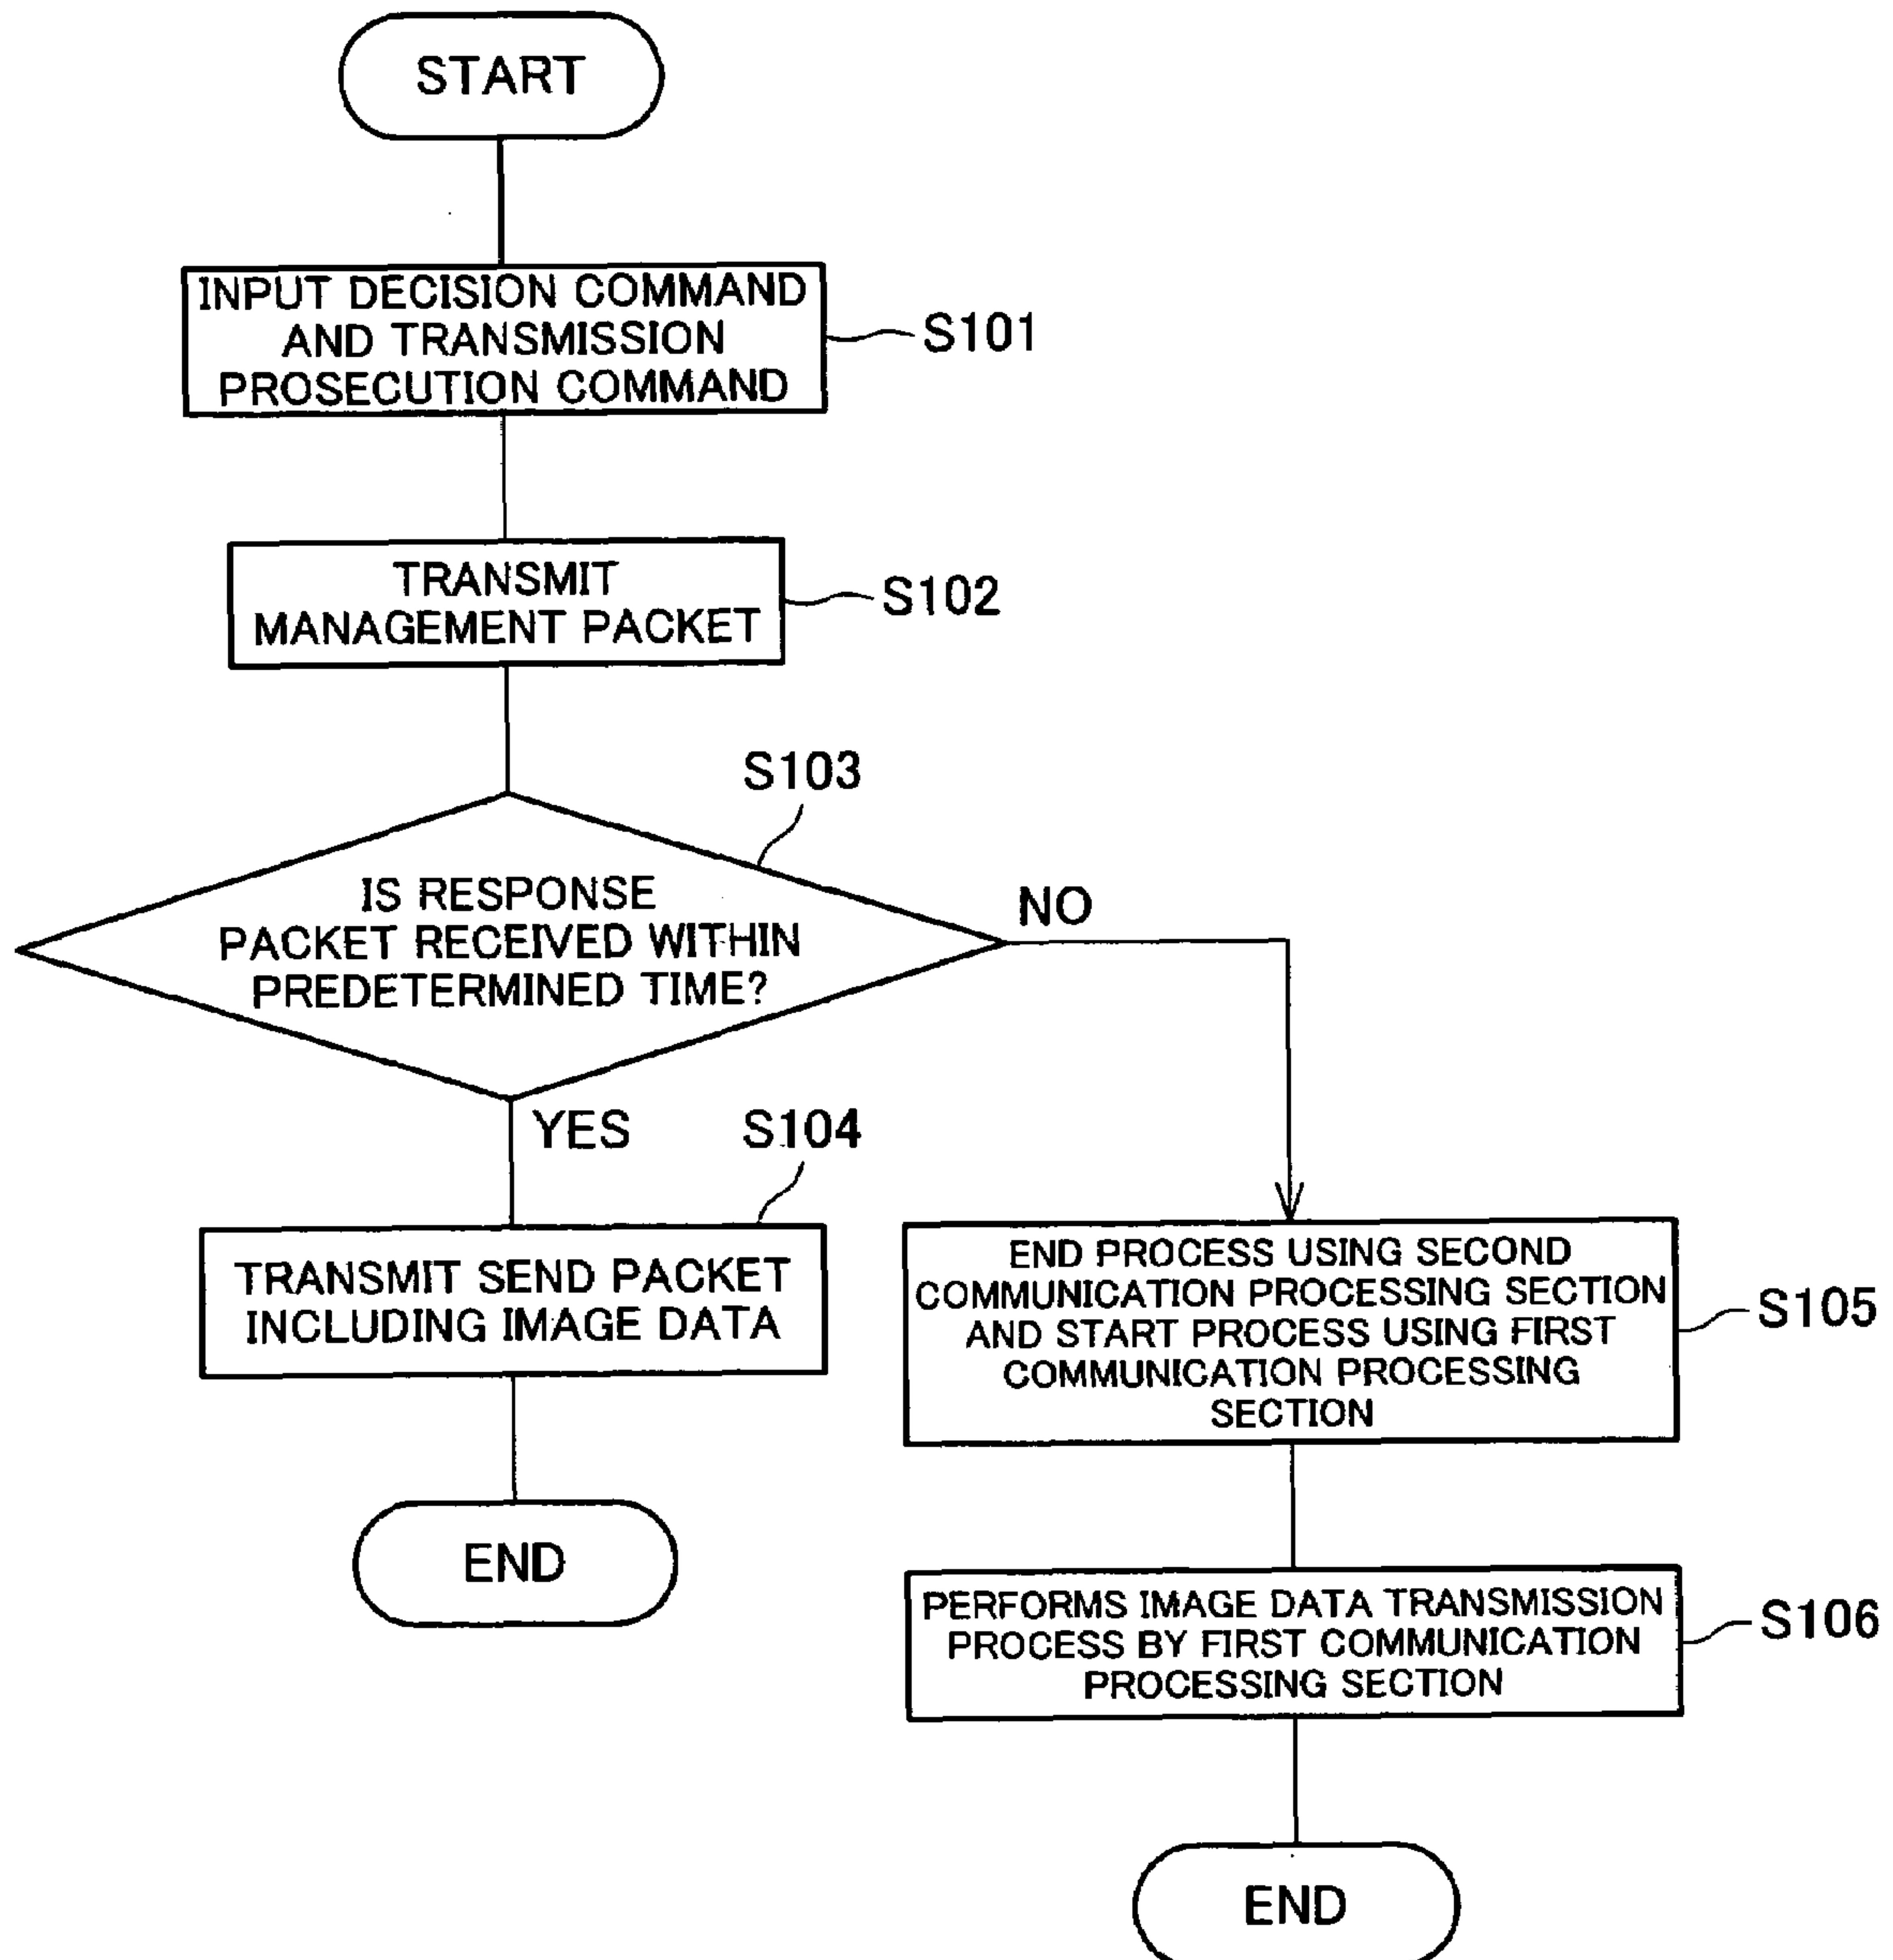 START
INPUT DECISION COMMAND
AND TRANSMISSION
PROSECUTION COMMAND
S101
TRANSMIT
MANAGEMENT PACKET
S102
S103
IS RESPONSE
PACKET RECEIVED WITHIN
PREDETERMINED TIME?
NO
YES
S104
TRANSMIT SEND PACKET
INCLUDING IMAGE DATA
END
END PROCESS USING SECOND
COMMUNICATION PROCESSING SECTION
AND START PROCESS USING FIRST
COMMUNICATION PROCESSING
SECTION
S105
PERFORMS IMAGE DATA TRANSMISSION
PROCESS BY FIRST COMMUNICATION
PROCESSING SECTION
S106
END